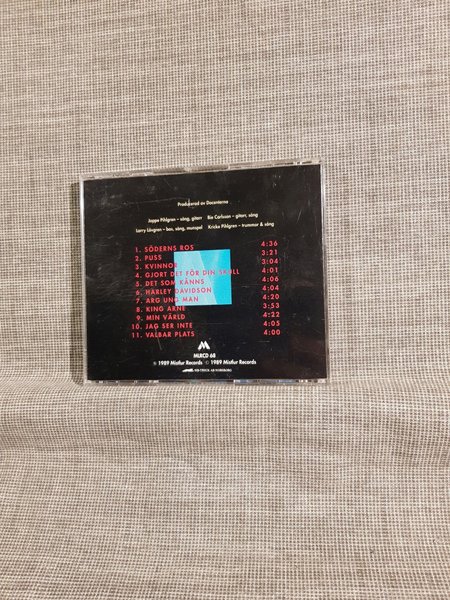 Producerad av Docenterna
Joppe Pihlgren – sång, gitarr Bie Carlsson – gitarr, sång
Larry Lövgren – bas, sång, munspel Kricke Pihlgren – trummor & sång
1. SÖDERNS ROS 4:36
2. PUSS 3:21
3. KVINNOR 3:04
4. GJORT DET FÖR DIN SKULL 4:01
5. DET SOM KÄNNS 4:06
6. HARLEY DAVIDSON 4:04
7. ARG UNG MAN 4:20
8. KING ARNE 3:53
9. MIN VÄRLD 4:22
10. JAG SER INTE 4:05
11. VALBAR PLATS 4:00
MLRCD 68
℗ 1989 Mistlur Records © 1989 Mistlur Records